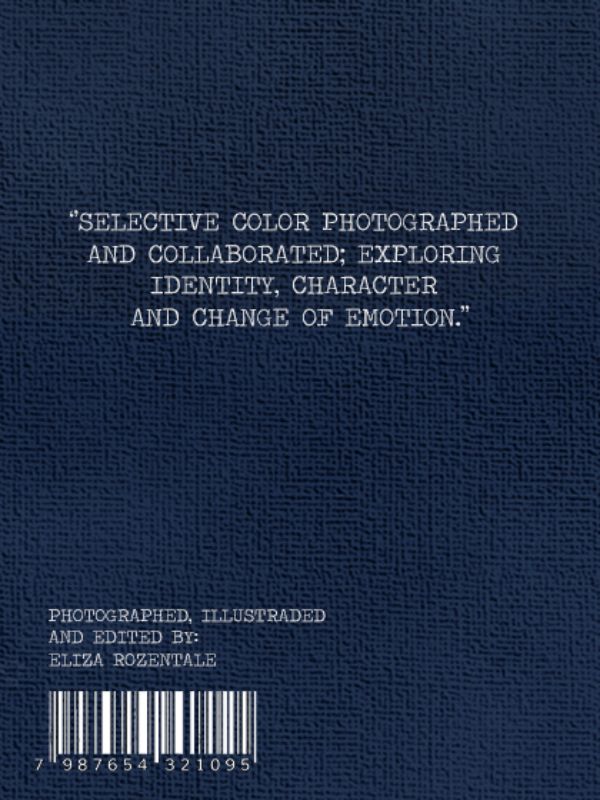 "SELECTIVE COLOR PHOTOGRAPHED
AND COLLABORATED; EXPLORING
IDENTITY, CHARACTER
AND CHANGE OF EMOTION."
PHOTOGRAPHED, ILLUSTRADED
AND EDITED BY:
ELIZA ROZENTALE
7 987654 321095